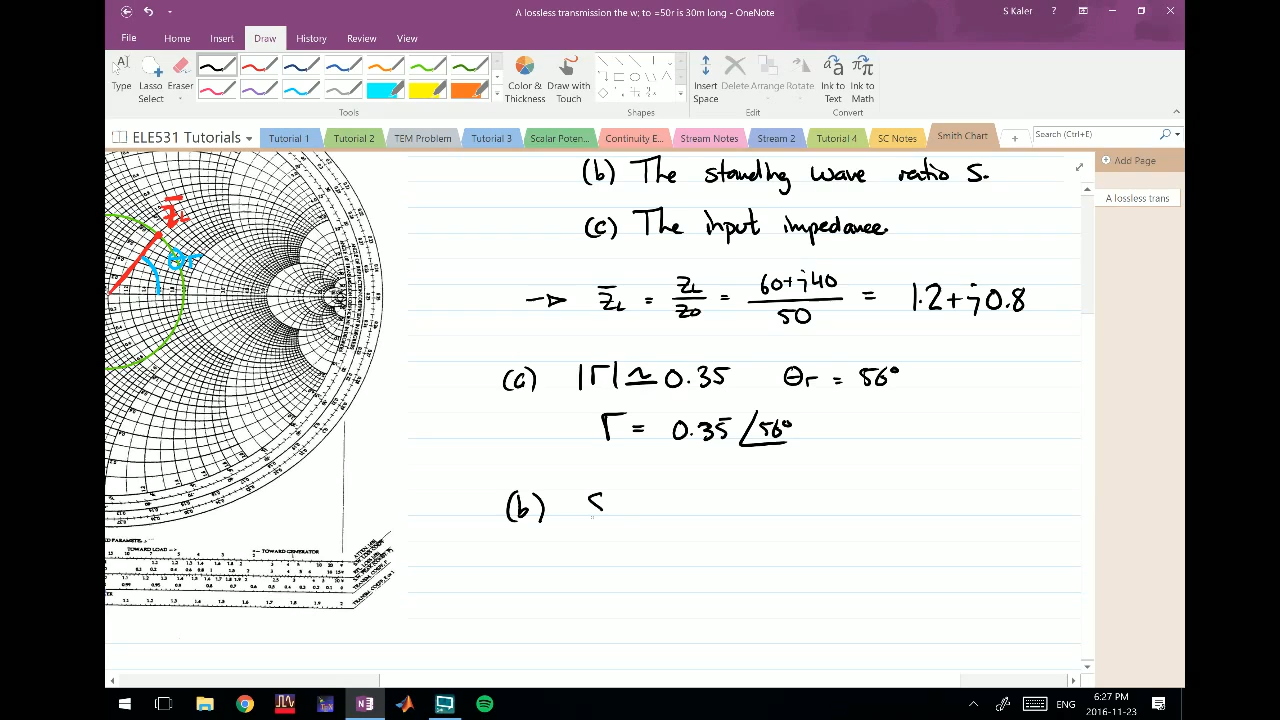 A lossless transmission the w; to =50r is 30m long - OneNote
S Kaler
?
File Home Insert Draw History Review View
Type
Lasso Select
Eraser
Color & Thickness
Draw with Touch
Insert Space
Delete
Arrange
Rotate
Ink to Text
Ink to Math
Tools
Shapes
Edit
Convert
ELE531 Tutorials
Tutorial 1
Tutorial 2
TEM Problem
Tutorial 3
Scalar Poten...
Continuity E...
Stream Notes
Stream 2
Tutorial 4
SC Notes
Smith Chart
Search (Ctrl+E)
Add Page
A lossless trans
(b) The standing wave ratio S.
(c) The input impedance
z̅L
θr
→ z̅L = ZL/Z0 = 60+j40/50 = 1.2+j0.8
(a) |Γ| ≃ 0.35 θr = 56°
Γ = 0.35 ∠56°
(b) S
TOWARD LOAD —>
<— TOWARD GENERATOR
ENG
6:27 PM
2016-11-23